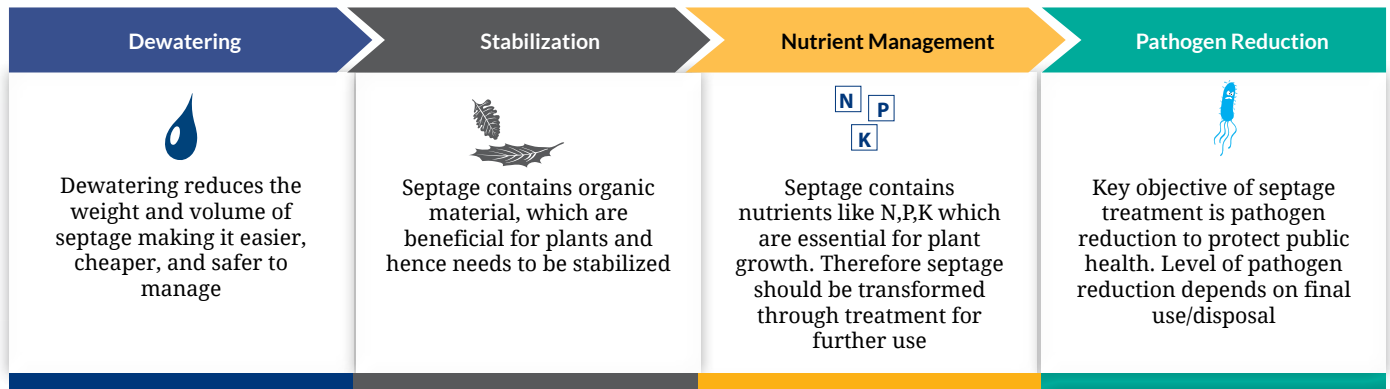 Dewatering
Stabilization
Nutrient Management
Pathogen Reduction
Dewatering reduces the
weight and volume of
septage making it easier,
cheaper, and safer to
manage
Septage contains organic
material, which are
beneficial for plants and
hence needs to be stabilized
N
P
K
Septage contains
nutrients like N,P,K which
are essential for plant
growth. Therefore septage
should be transformed
through treatment for
further use
Key objective of septage
treatment is pathogen
reduction to protect public
health. Level of pathogen
reduction depends on final
use/disposal